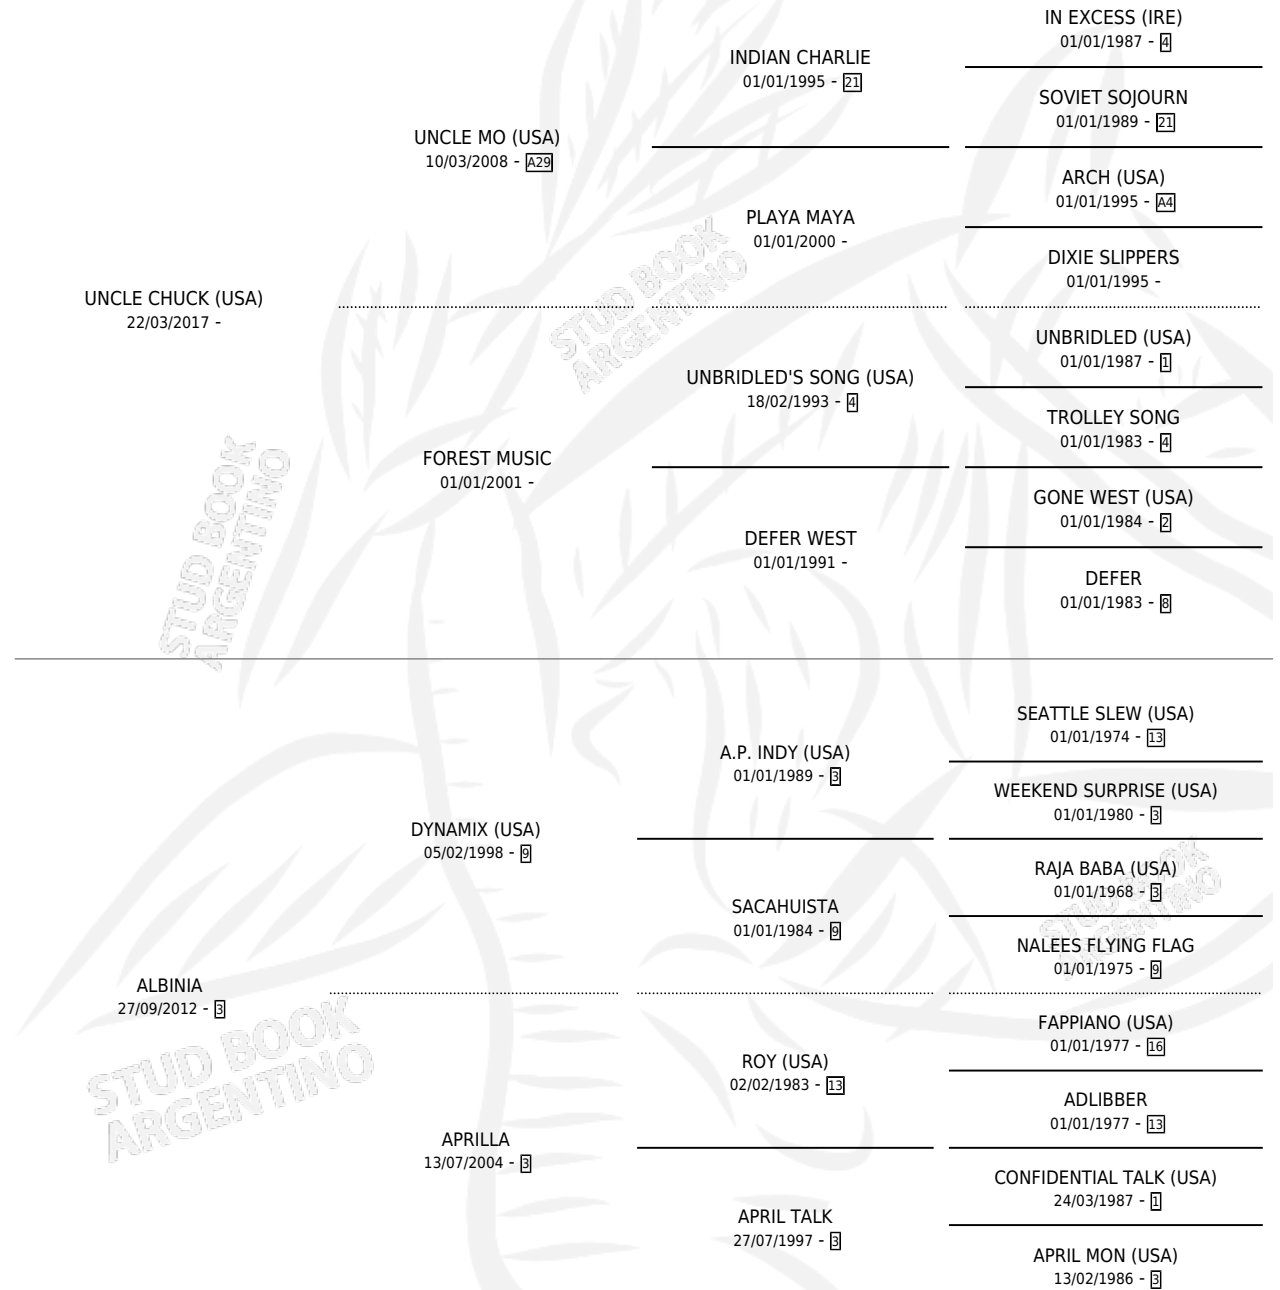 IN EXCESS (IRE)
01/01/1987 - 4
INDIAN CHARLIE
01/01/1995 - 21
SOVIET SOJOURN
01/01/1989 - 21
UNCLE MO (USA)
10/03/2008 - A29
ARCH (USA)
01/01/1995 - A4
PLAYA MAYA
01/01/2000 -
DIXIE SLIPPERS
01/01/1995 -
UNCLE CHUCK (USA)
22/03/2017 -
UNBRIDLED (USA)
01/01/1987 - 1
UNBRIDLED'S SONG (USA)
18/02/1993 - 4
TROLLEY SONG
01/01/1983 - 4
FOREST MUSIC
01/01/2001 -
GONE WEST (USA)
01/01/1984 - 2
DEFER WEST
01/01/1991 -
DEFER
01/01/1983 - 8
SEATTLE SLEW (USA)
01/01/1974 - 13
A.P. INDY (USA)
01/01/1989 - 3
WEEKEND SURPRISE (USA)
01/01/1980 - 3
DYNAMIX (USA)
05/02/1998 - 9
RAJA BABA (USA)
01/01/1968 - 3
SACAHUISTA
01/01/1984 - 9
NALEES FLYING FLAG
01/01/1975 - 9
ALBINIA
27/09/2012 - 3
FAPPIANO (USA)
01/01/1977 - 16
ROY (USA)
02/02/1983 - 13
ADLIBBER
01/01/1977 - 13
APRILLA
13/07/2004 - 3
CONFIDENTIAL TALK (USA)
24/03/1987 - 1
APRIL TALK
27/07/1997 - 3
APRIL MON (USA)
13/02/1986 - 3
STUD BOOK
ARGENTINO
STUD BOOK
ARGENTINO
STUD BOOK
ARGENTINO
STUD BOOK
ARGENTINO